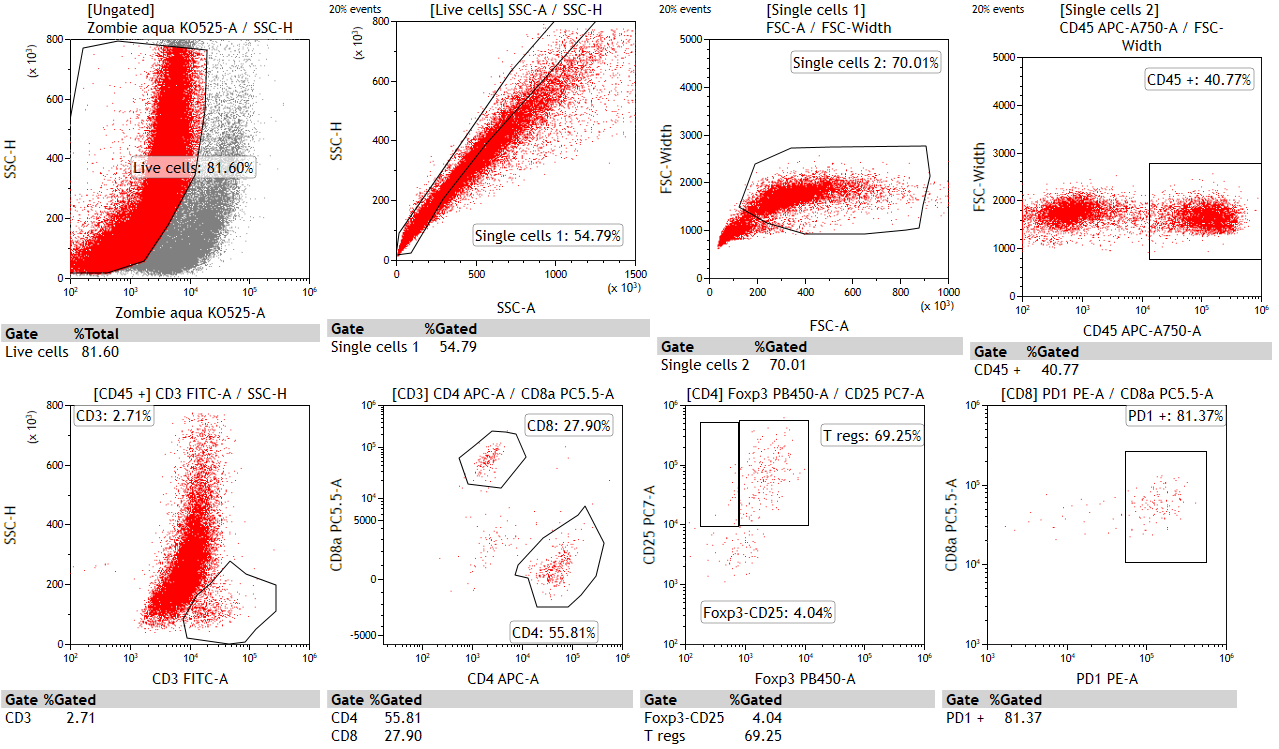 [Ungated]
Zombie aqua KO525-A / SSC-H
(x 10³)
800
600
400
200
0
SSC-H
Live cells: 81.60%
10² 10³ 10⁴ 10⁵ 10⁶
Zombie aqua KO525-A
Gate %Total
Live cells 81.60
20% events
[Live cells] SSC-A / SSC-H
(x 10³)
800
600
400
200
0
SSC-H
Single cells 1: 54.79%
0 500 1000 1500
(x 10³)
SSC-A
Gate %Gated
Single cells 1 54.79
20% events
[Single cells 1]
FSC-A / FSC-Width
5000
4000
3000
2000
1000
0
FSC-Width
Single cells 2: 70.01%
0 200 400 600 800 1000
(x 10³)
FSC-A
Gate %Gated
Single cells 2 70.01
20% events
[Single cells 2]
CD45 APC-A750-A / FSC-
Width
5000
4000
3000
2000
1000
0
FSC-Width
CD45 +: 40.77%
10² 10³ 10⁴ 10⁵ 10⁶
CD45 APC-A750-A
Gate %Gated
CD45 + 40.77
[CD45 +] CD3 FITC-A / SSC-H
(x 10³)
800
600
400
200
0
SSC-H
CD3: 2.71%
10² 10³ 10⁴ 10⁵ 10⁶
CD3 FITC-A
Gate %Gated
CD3 2.71
[CD3] CD4 APC-A / CD8a PC5.5-A
10⁶
10⁵
10⁴
5000
0
-5000
CD8a PC5.5-A
CD8: 27.90%
CD4: 55.81%
10² 10³ 10⁴ 10⁵ 10⁶
CD4 APC-A
Gate %Gated
CD4 55.81
CD8 27.90
[CD4] Foxp3 PB450-A / CD25 PC7-A
10⁶
10⁵
10⁴
10³
10²
CD25 PC7-A
T regs: 69.25%
Foxp3-CD25: 4.04%
10² 10³ 10⁴ 10⁵ 10⁶
Foxp3 PB450-A
Gate %Gated
Foxp3-CD25 4.04
T regs 69.25
[CD8] PD1 PE-A / CD8a PC5.5-A
10⁶
10⁵
10⁴
10³
CD8a PC5.5-A
PD1 +: 81.37%
10³ 10⁴ 10⁵ 10⁶
PD1 PE-A
Gate %Gated
PD1 + 81.37